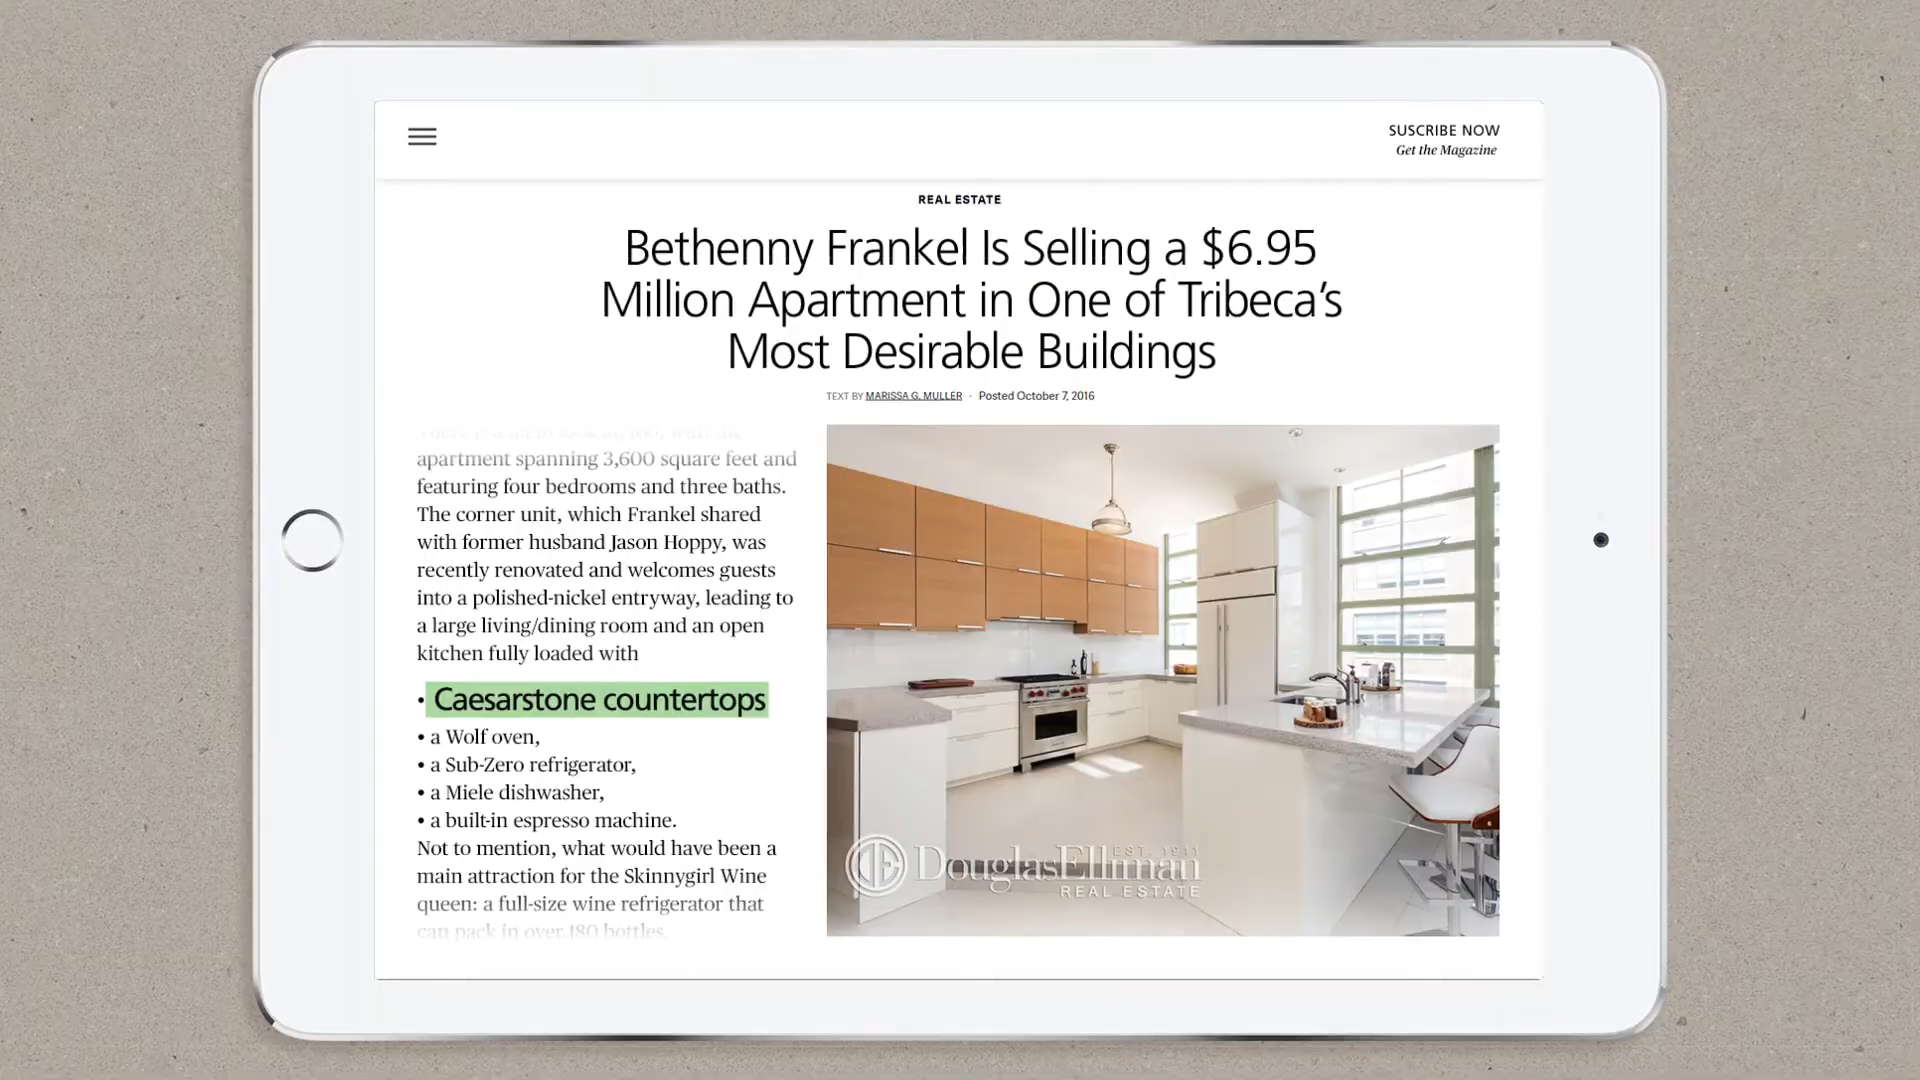 SUSCRIBE NOW
Get the Magazine
REAL ESTATE
Bethenny Frankel Is Selling a $6.95
Million Apartment in One of Tribeca's
Most Desirable Buildings
TEXT BY MARISSA G. MULLER · Posted October 7, 2016
apartment spanning 3,600 square feet and
featuring four bedrooms and three baths.
The corner unit, which Frankel shared
with former husband Jason Hoppy, was
recently renovated and welcomes guests
into a polished-nickel entryway, leading to
a large living/dining room and an open
kitchen fully loaded with
• Caesarstone countertops
• a Wolf oven,
• a Sub-Zero refrigerator,
• a Miele dishwasher,
• a built-in espresso machine.
Not to mention, what would have been a
main attraction for the Skinnygirl Wine
queen: a full-size wine refrigerator that
can pack in over 180 bottles.
DE DouglasElliman
EST. 1911
REAL ESTATE